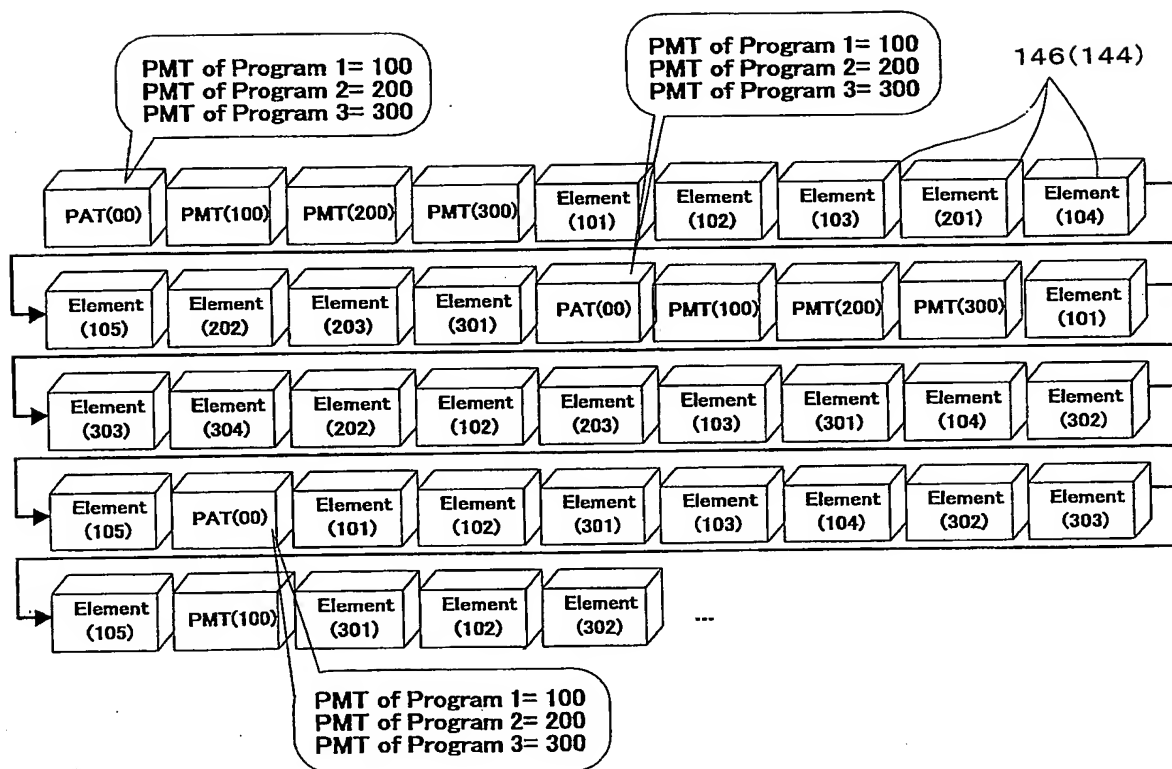 PMT of Program 1= 100
PMT of Program 2= 200
PMT of Program 3= 300
PMT of Program 1= 100
PMT of Program 2= 200
PMT of Program 3= 300
146(144)
PAT(00)
PMT(100)
PMT(200)
PMT(300)
Element
(101)
Element
(102)
Element
(103)
Element
(201)
Element
(104)
Element
(105)
Element
(202)
Element
(203)
Element
(301)
PAT(00)
PMT(100)
PMT(200)
PMT(300)
Element
(101)
Element
(303)
Element
(304)
Element
(202)
Element
(102)
Element
(203)
Element
(103)
Element
(301)
Element
(104)
Element
(302)
Element
(105)
PAT(00)
Element
(101)
Element
(102)
Element
(301)
Element
(103)
Element
(104)
Element
(302)
Element
(303)
Element
(105)
PMT(100)
Element
(301)
Element
(102)
Element
(302)
...
PMT of Program 1= 100
PMT of Program 2= 200
PMT of Program 3= 300